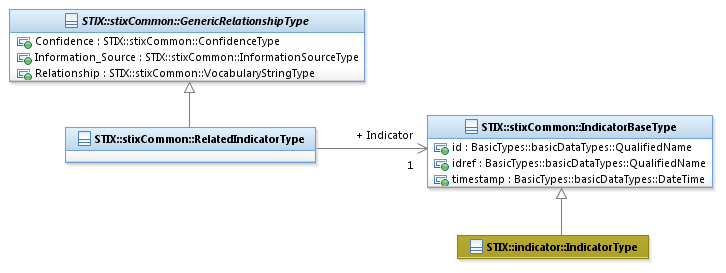 STIX::stixCommon::GenericRelationshipType
Confidence : STIX::stixCommon::ConfidenceType
Information_Source : STIX::stixCommon::InformationSourceType
Relationship : STIX::stixCommon::VocabularyStringType
STIX::stixCommon::RelatedIndicatorType
+ Indicator
1
STIX::stixCommon::IndicatorBaseType
id : BasicTypes::basicDataTypes::QualifiedName
idref : BasicTypes::basicDataTypes::QualifiedName
timestamp : BasicTypes::basicDataTypes::DateTime
STIX::indicator::IndicatorType